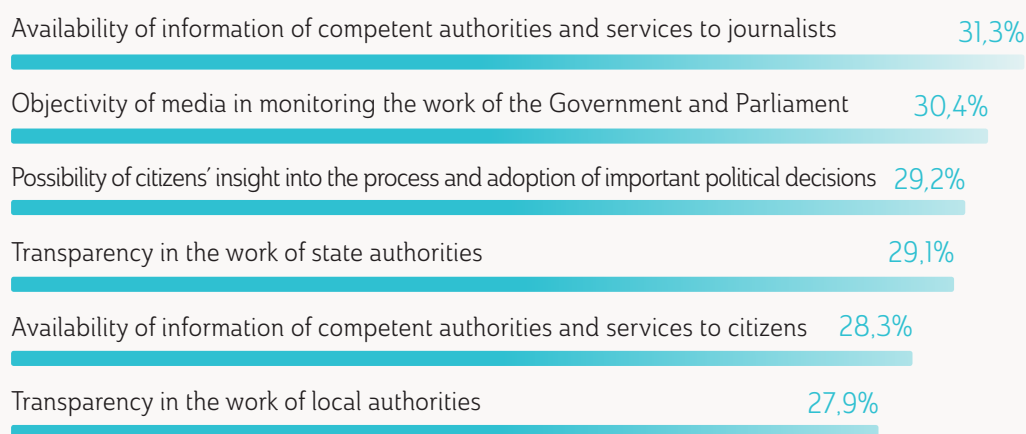 Availability of information of competent authorities and services to journalists 31,3%
Objectivity of media in monitoring the work of the Government and Parliament 30,4%
Possibility of citizens' insight into the process and adoption of important political decisions 29,2%
Transparency in the work of state authorities 29,1%
Availability of information of competent authorities and services to citizens 28,3%
Transparency in the work of local authorities 27,9%